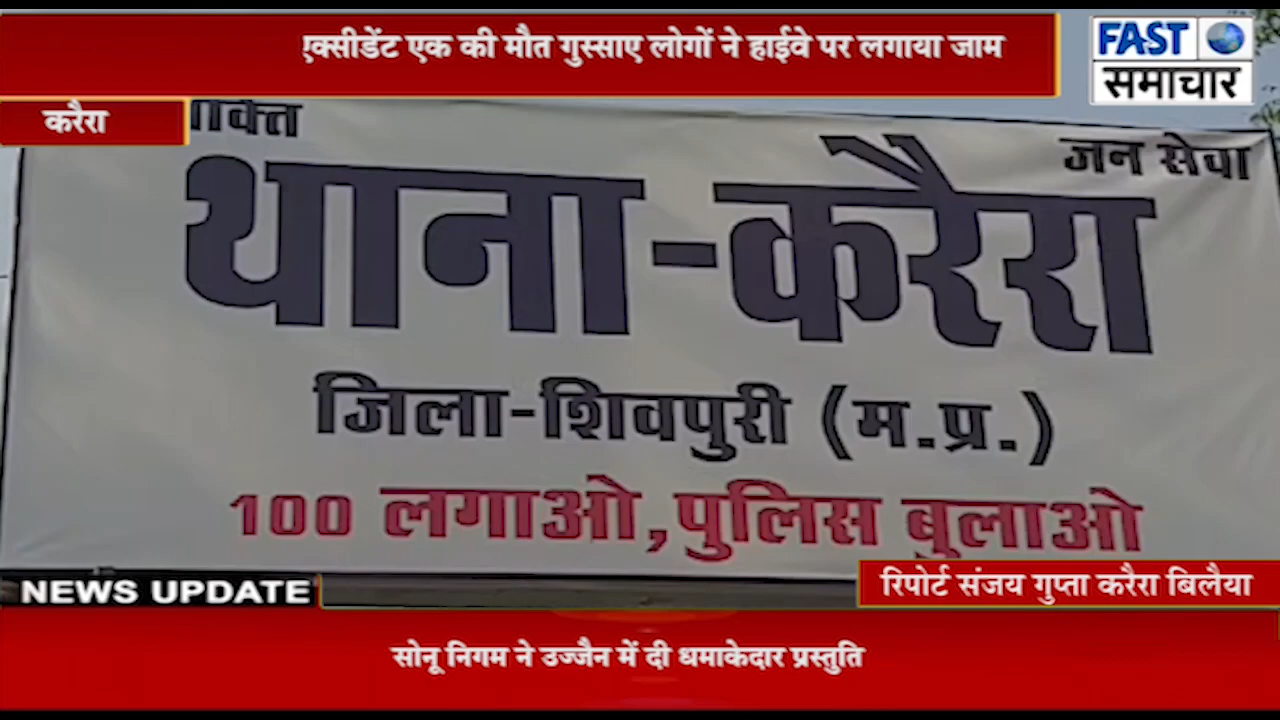 एक्सीडेंट एक की मौत गुस्साए लोगों ने हाईवे पर लगाया जाम
FAST
समाचार
करैरा
जन सेवा
थाना-करैरा
जिला-शिवपुरी (म.प्र.)
100 लगाओ, पुलिस बुलाओ
NEWS UPDATE
रिपोर्ट संजय गुप्ता करैरा बिलैया
सोनू निगम ने उज्जैन में दी धमाकेदार प्रस्तुति